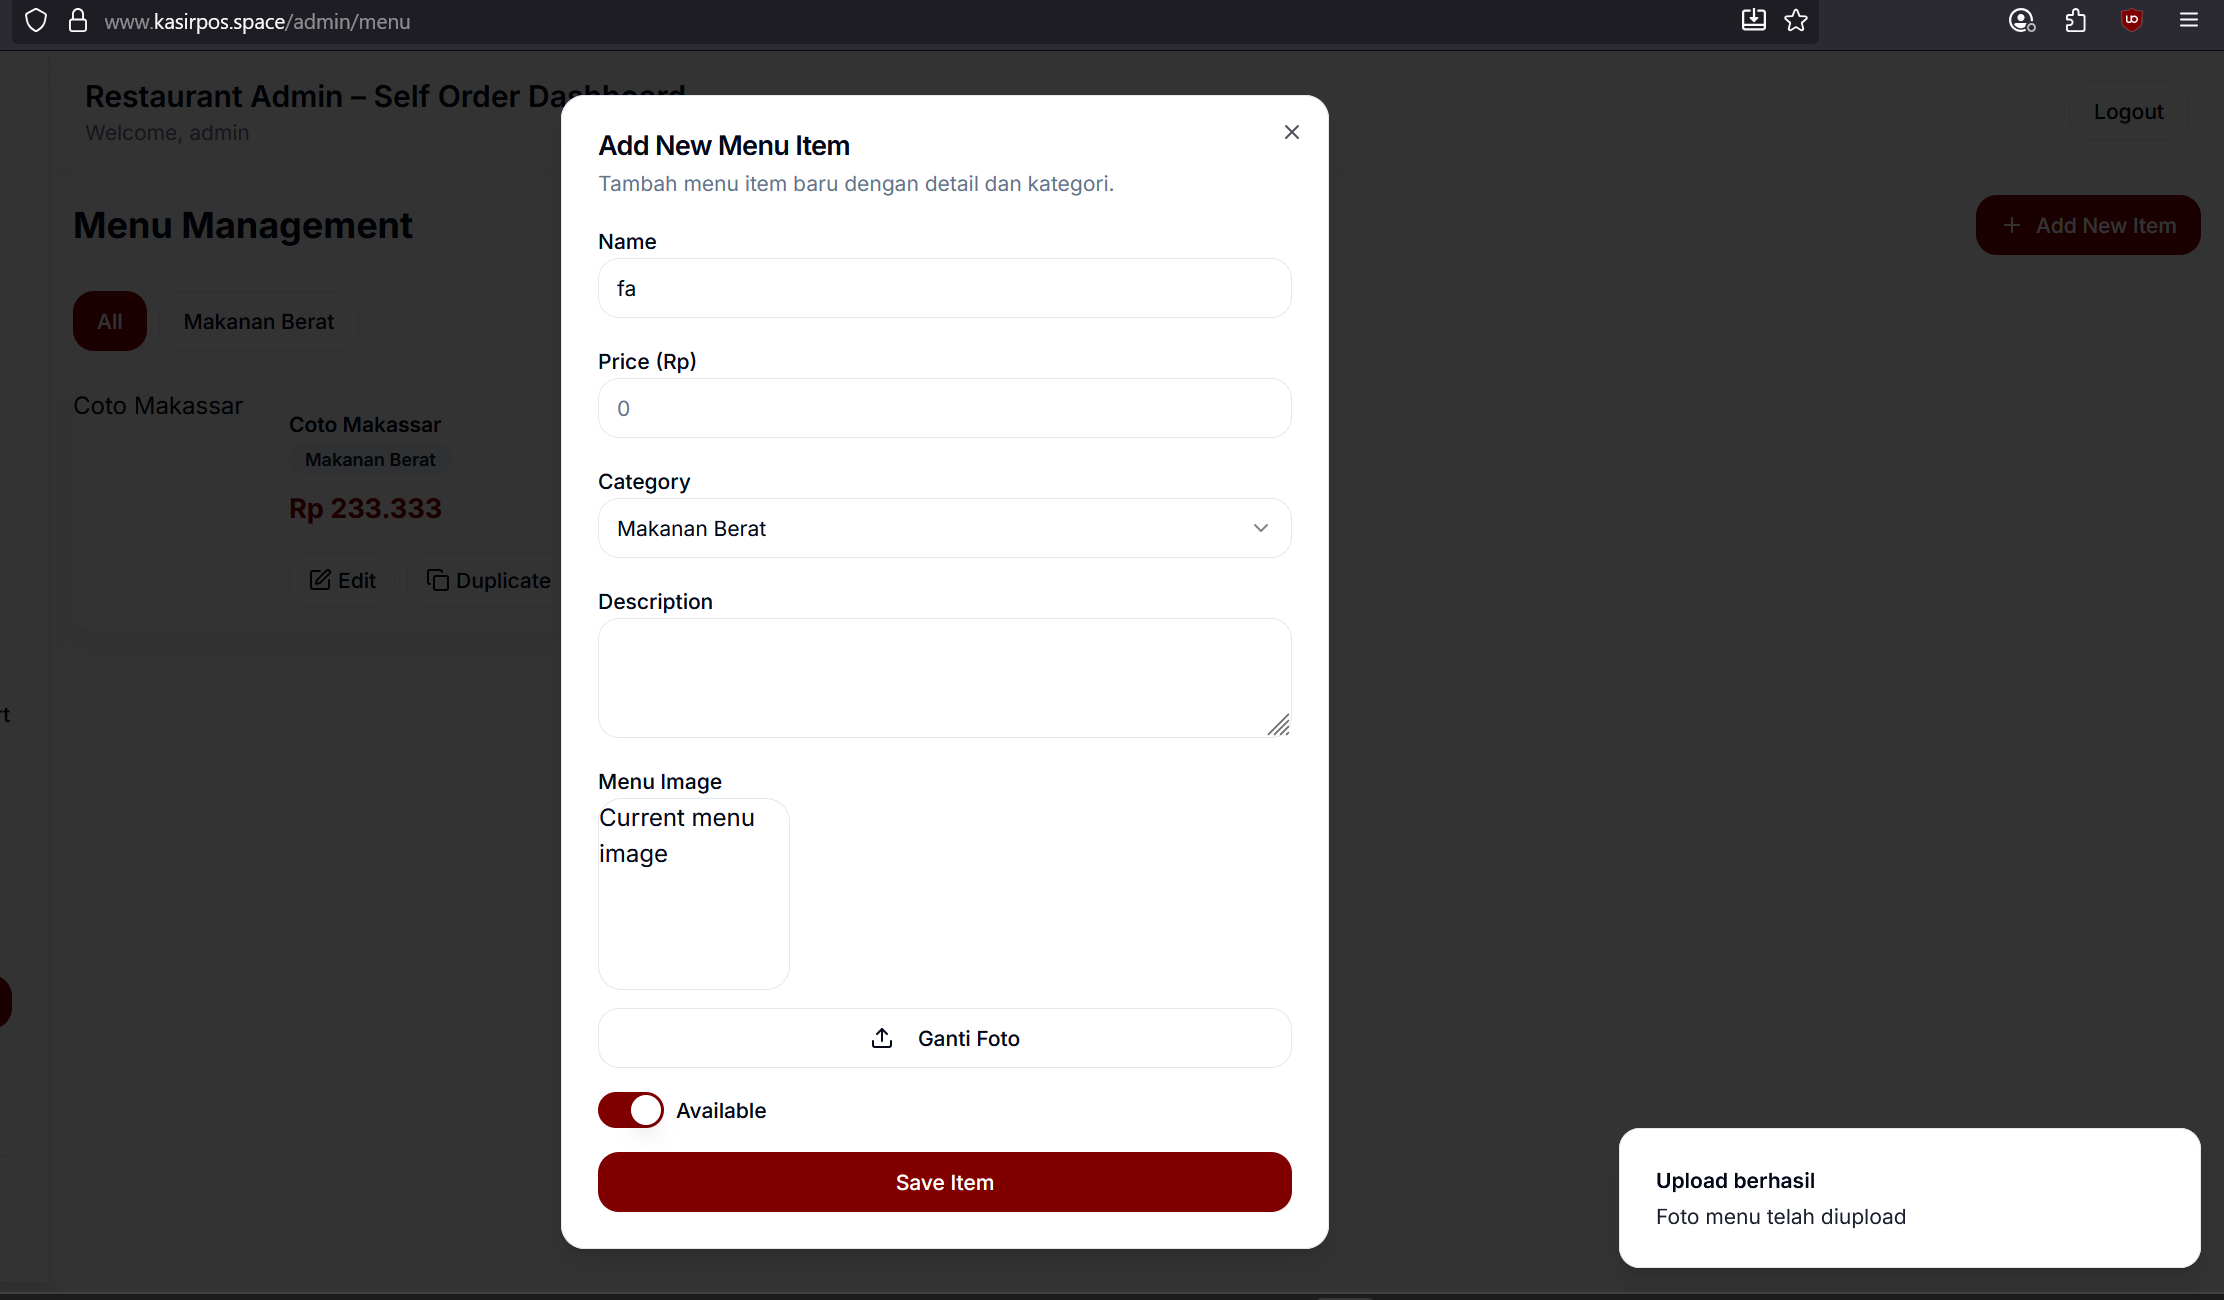 www.kasirpos.space/admin/menu
Restaurant Admin – Self Order Dashboard
Welcome, admin
Logout
Menu Management
Add New Item
All
Makanan Berat
Coto Makassar
Coto Makassar
Makanan Berat
Rp 233.333
Edit
Duplicate
rt
Add New Menu Item
Tambah menu item baru dengan detail dan kategori.
Name
fa
Price (Rp)
0
Category
Makanan Berat
Description
Menu Image
Current menu
image
Ganti Foto
Available
Save Item
Upload berhasil
Foto menu telah diupload